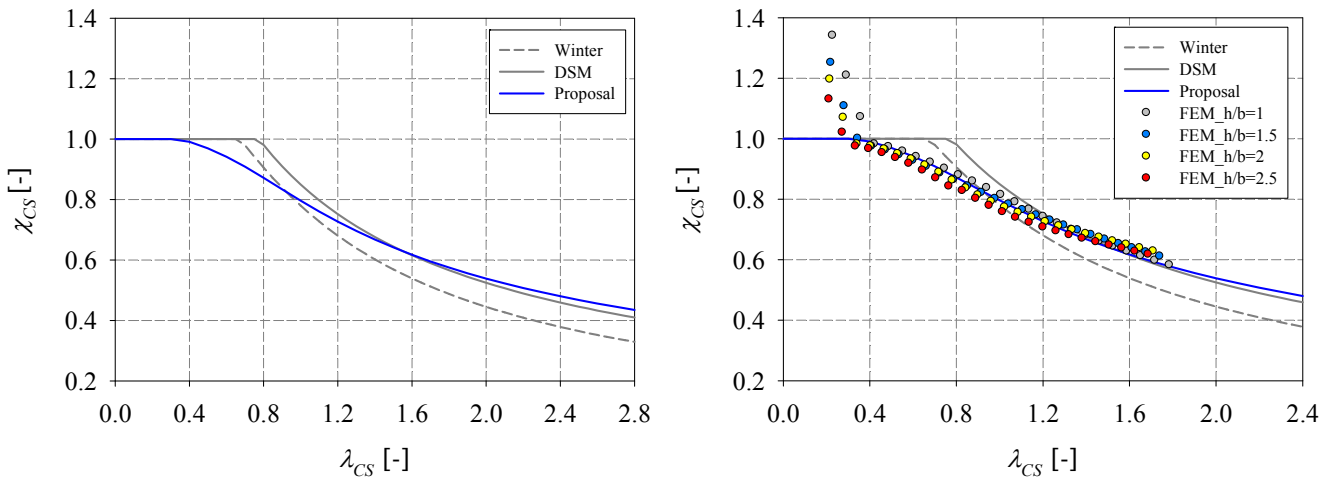 1.4
1.2
1.0
0.8
0.6
0.4
0.2
χCS [-]
0.0 0.4 0.8 1.2 1.6 2.0 2.4 2.8
λCS [-]
Winter
DSM
Proposal
1.4
1.2
1.0
0.8
0.6
0.4
0.2
χCS [-]
0.0 0.4 0.8 1.2 1.6 2.0 2.4
λCS [-]
Winter
DSM
Proposal
FEM_h/b=1
FEM_h/b=1.5
FEM_h/b=2
FEM_h/b=2.5